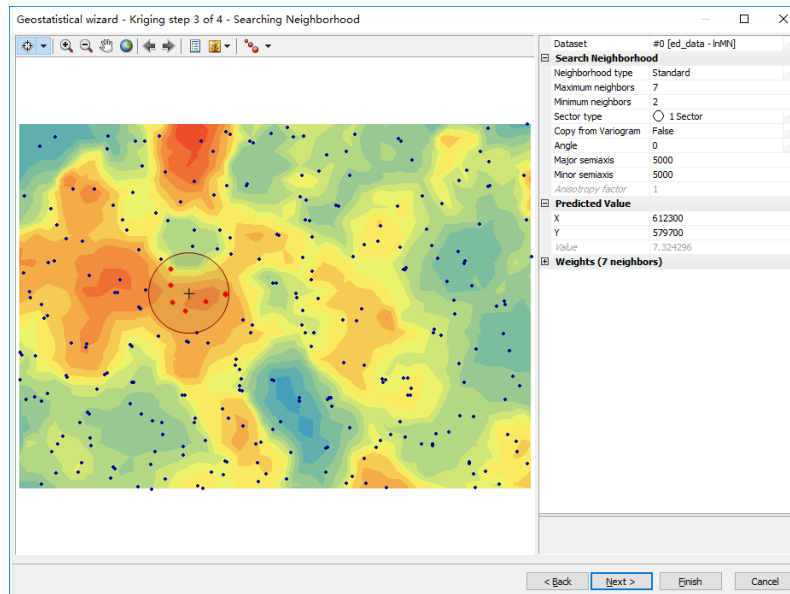 Geostatistical wizard - Kriging step 3 of 4 - Searching Neighborhood
Dataset #0 [ed_data - lnMN]
Search Neighborhood
Neighborhood type Standard
Maximum neighbors 7
Minimum neighbors 2
Sector type 1 Sector
Copy from Variogram False
Angle 0
Major semiaxis 5000
Minor semiaxis 5000
Anisotropy factor 1
Predicted Value
X 612300
Y 579700
Value 7.324296
Weights (7 neighbors)
< Back Next > Finish Cancel